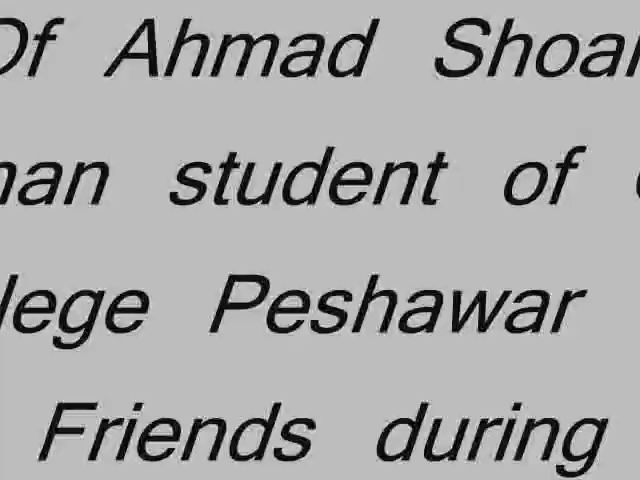 Of Ahmad Shoa
man student of
lege Peshawar
Friends during